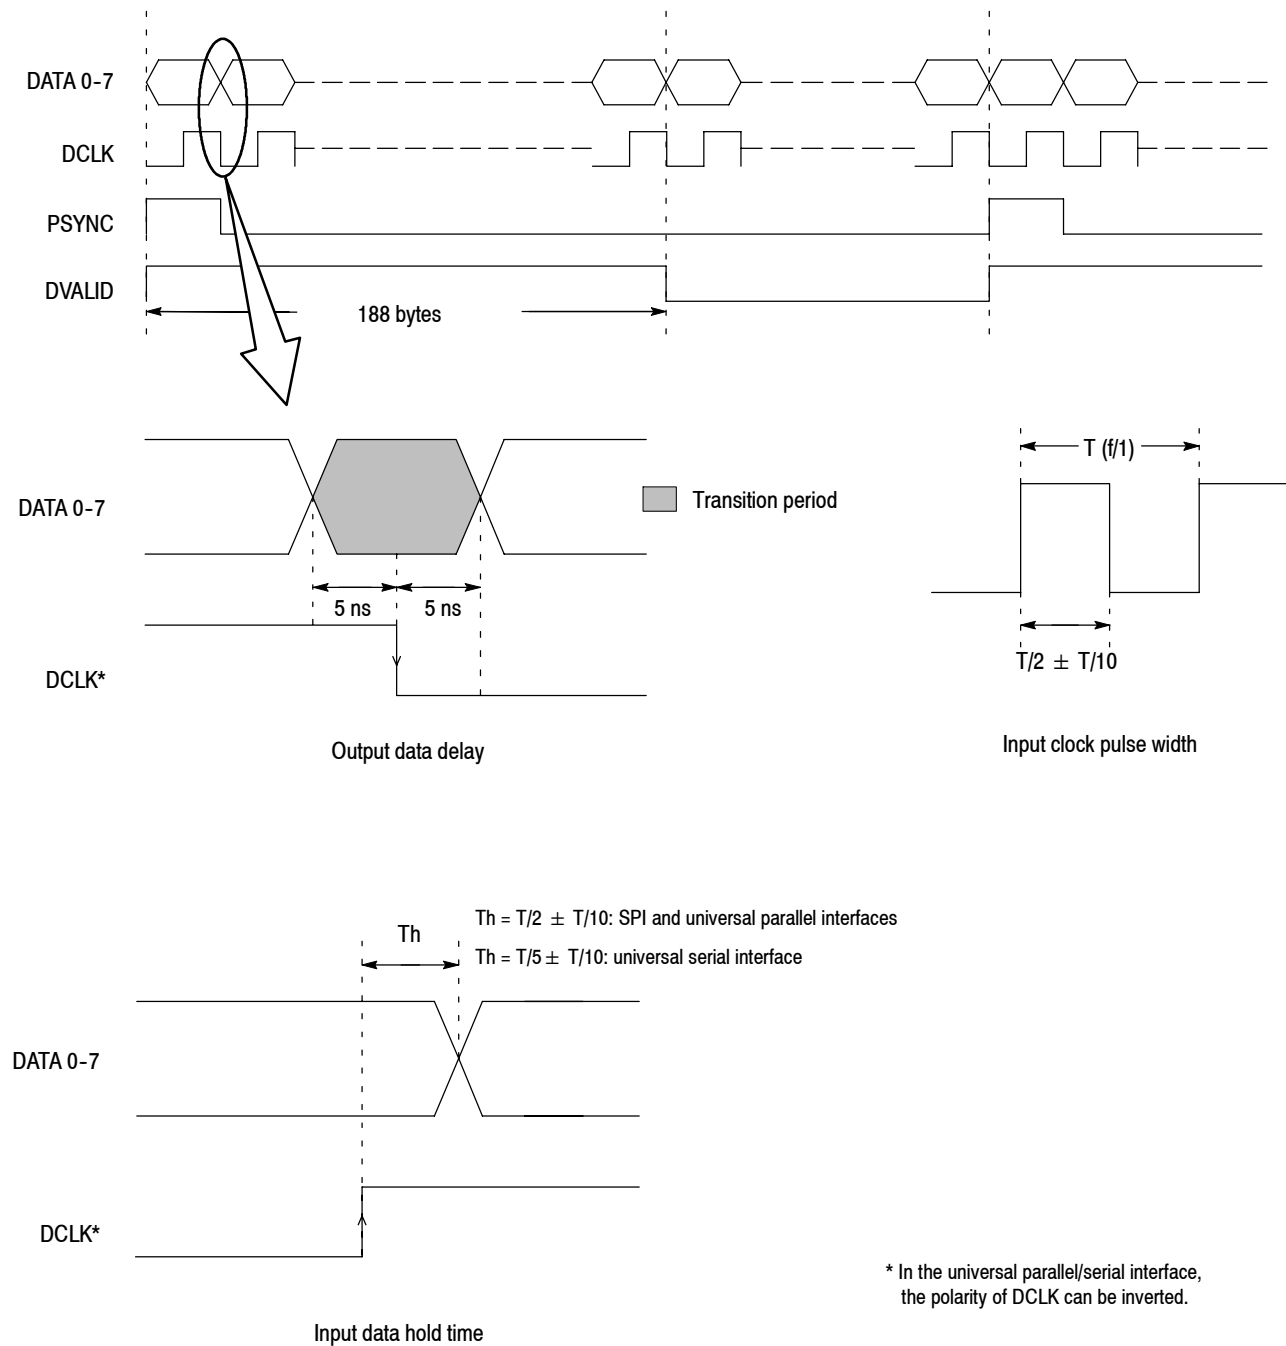 DATA 0-7
DCLK
PSYNC
DVALID
188 bytes
T (f/1)
DATA 0-7
Transition period
5 ns
5 ns
T/2 ± T/10
DCLK*
Output data delay
Input clock pulse width
Th = T/2 ± T/10: SPI and universal parallel interfaces
Th
Th = T/5 ± T/10: universal serial interface
DATA 0-7
DCLK*
* In the universal parallel/serial interface,
the polarity of DCLK can be inverted.
Input data hold time